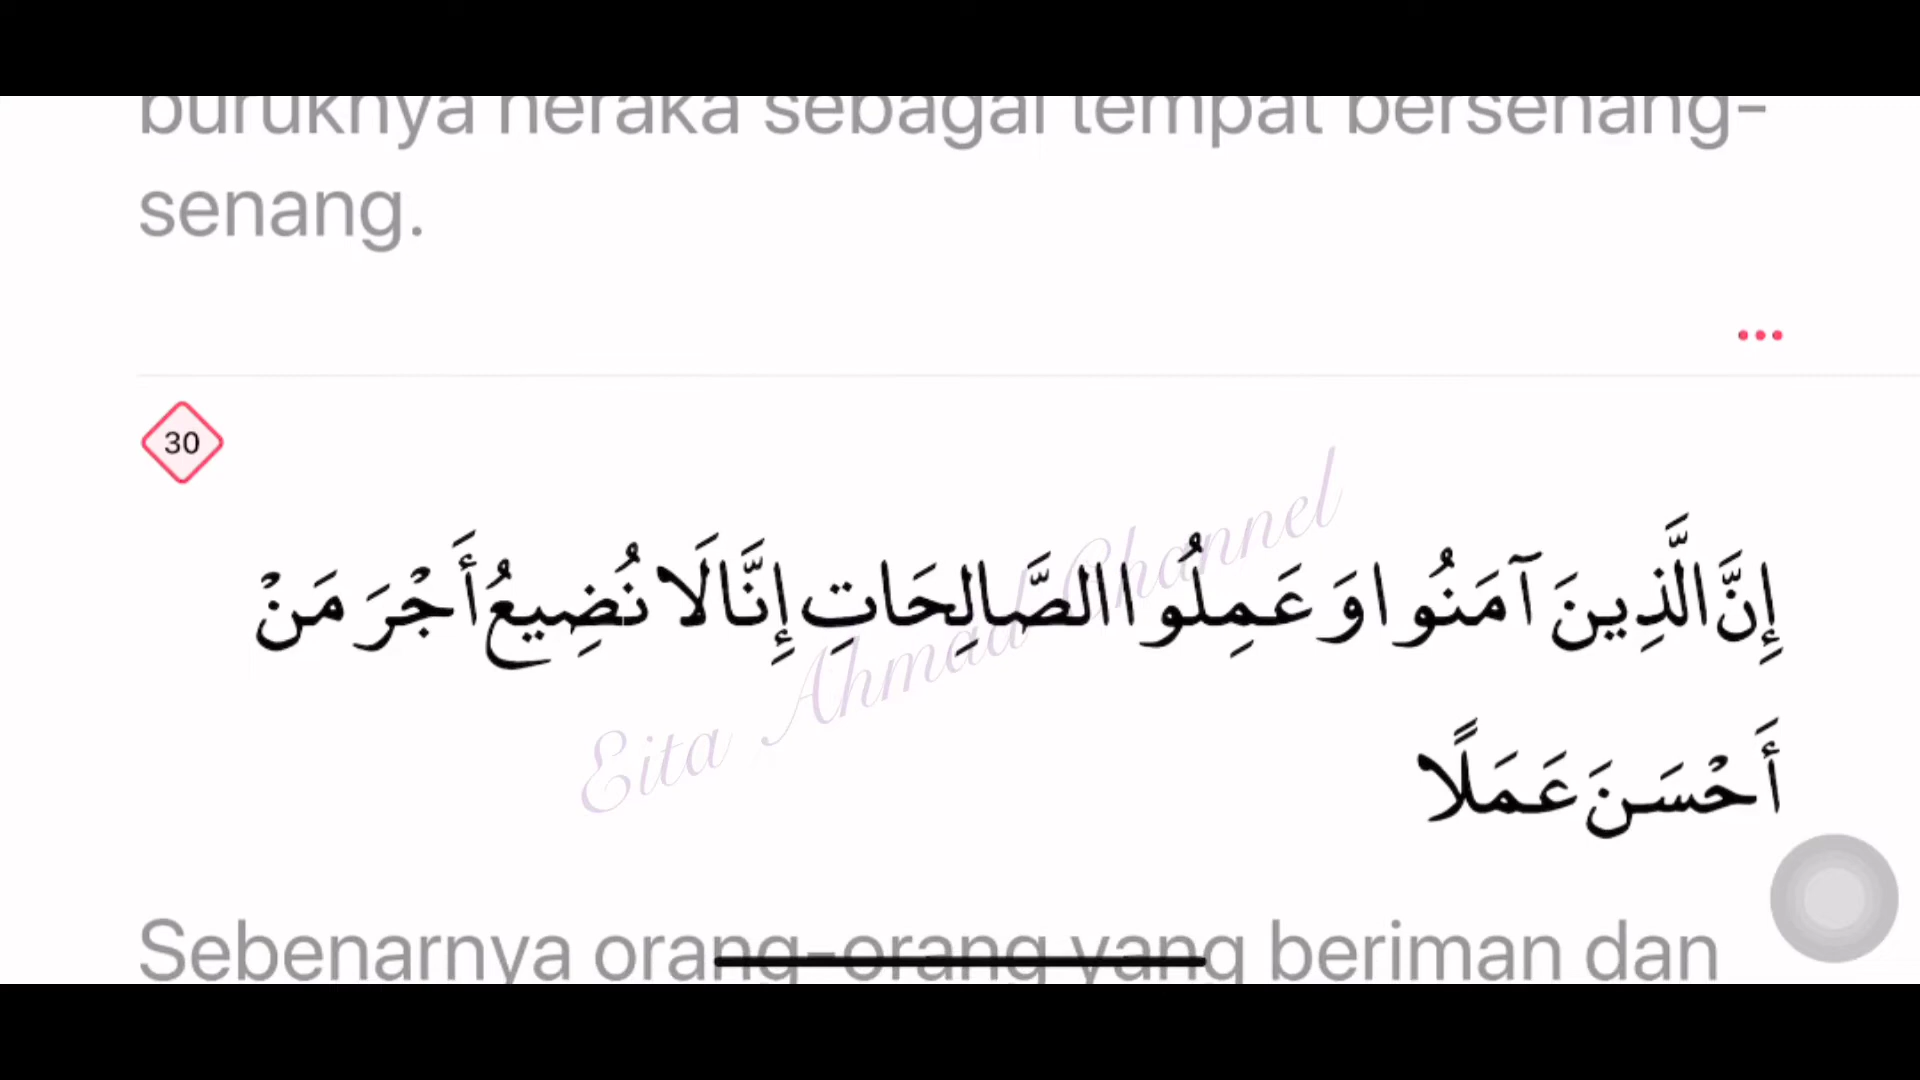 buruknya neraka sebagai tempat bersenang-
senang.
30
إِنَّ الَّذِينَ آمَنُوا وَعَمِلُوا الصَّالِحَاتِ إِنَّا لَا نُضِيعُ أَجْرَ مَنْ
أَحْسَنَ عَمَلًا
Eita Ahmad Channel
Sebenarnya orang-orang yang beriman dan